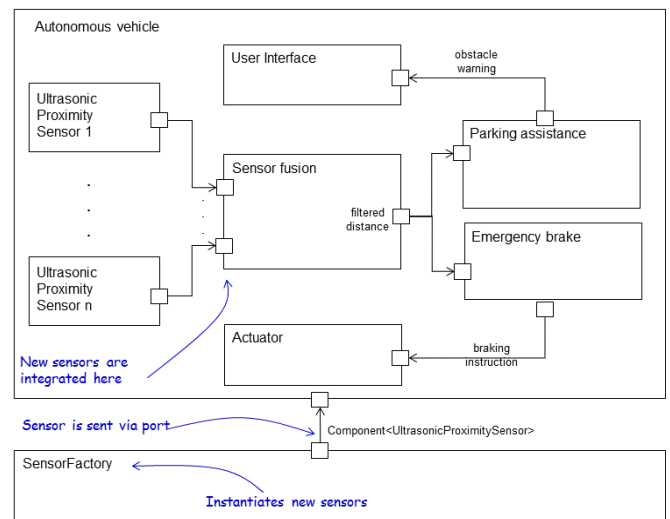 Autonomous vehicle
User Interface
obstacle
warning
Ultrasonic
Proximity
Sensor 1
Parking assistance
Sensor fusion
filtered
distance
Emergency brake
Ultrasonic
Proximity
Sensor n
Actuator
braking
instruction
New sensors are
integrated here
Sensor is sent via port
Component<UltrasonicProximitySensor>
SensorFactory
Instantiates new sensors